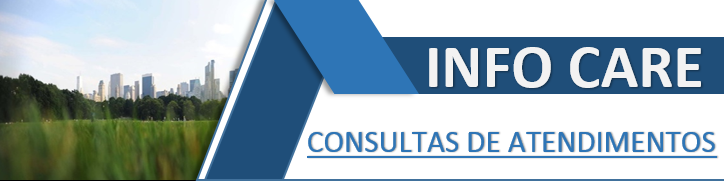 INFO CARE
CONSULTAS DE ATENDIMENTOS